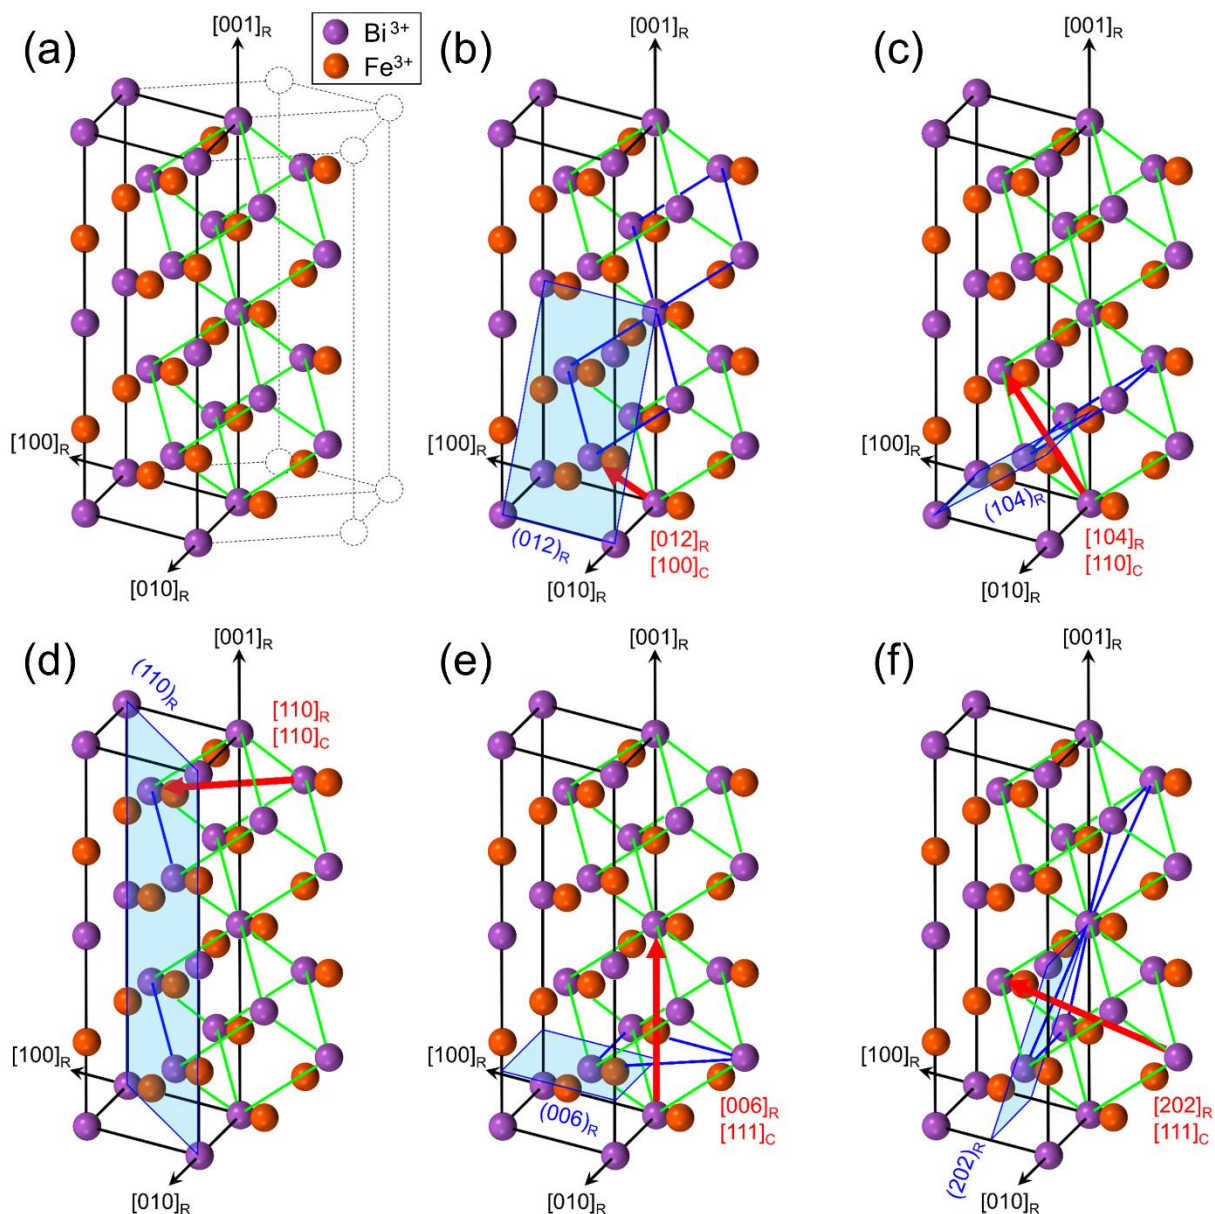 (a)
[001]R
Bi3+
Fe3+
[100]R
[010]R
(b)
[001]R
[100]R
(012)R
[012]R
[100]C
[010]R
(c)
[001]R
[100]R
(104)R
[104]R
[110]C
[010]R
(d)
[001]R
(110)R
[110]R
[110]C
[100]R
[010]R
(e)
[001]R
[100]R
(006)R
[006]R
[111]C
[010]R
(f)
[001]R
[100]R
(202)R
[202]R
[111]C
[010]R